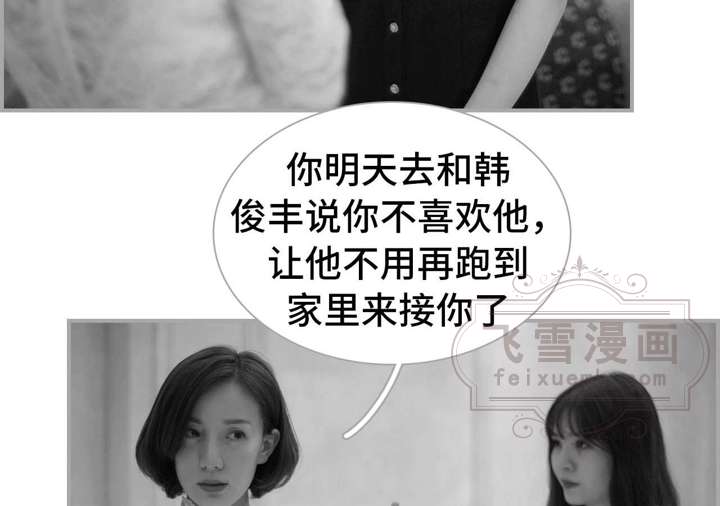 你明天去和韩
俊丰说你不喜欢他，
让他不用再跑到
家里来接你了
飞雪漫画